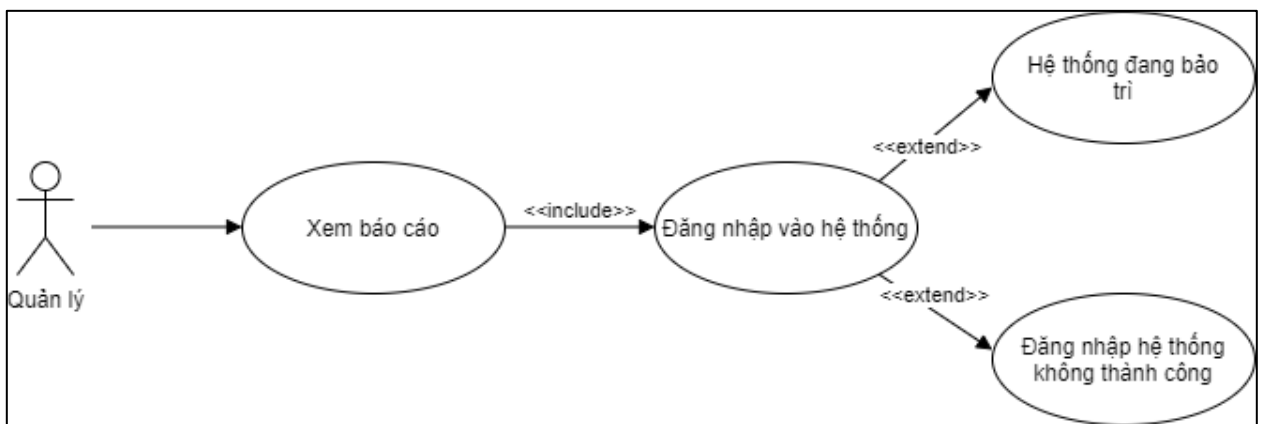 Hệ thống đang bảo
trì
<<extend>>
Xem báo cáo
<<include>>
Đăng nhập vào hệ thống
Quản lý
<<extend>>
Đăng nhập hệ thống
không thành công